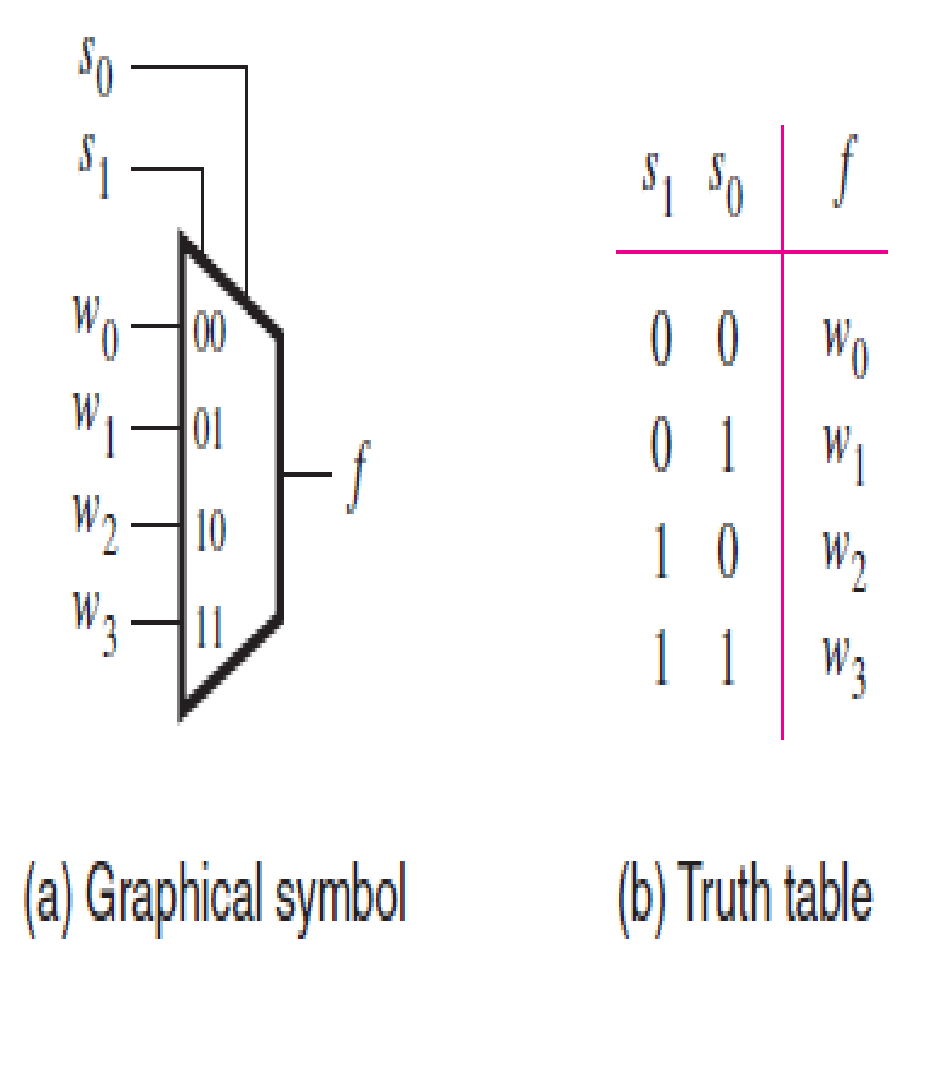 s0
s1
w0 00
w1 01
w2 10
w3 11
f
(a) Graphical symbol
s1 s0 f
0 0 w0
0 1 w1
1 0 w2
1 1 w3
(b) Truth table